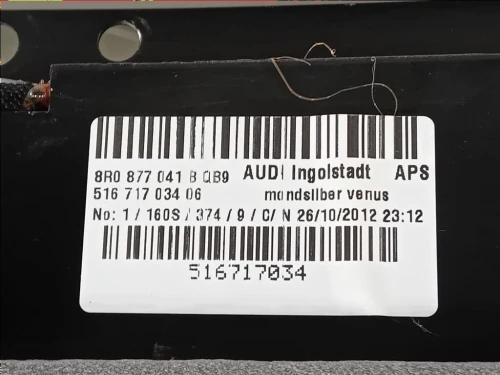 8R0 877 041 B QB9 AUDI Ingolstadt APS
516 717 034 06 mondsilber venus
No: 1 / 160S / 374 / 9 / C/ N 26/10/2012 23:12
516717034